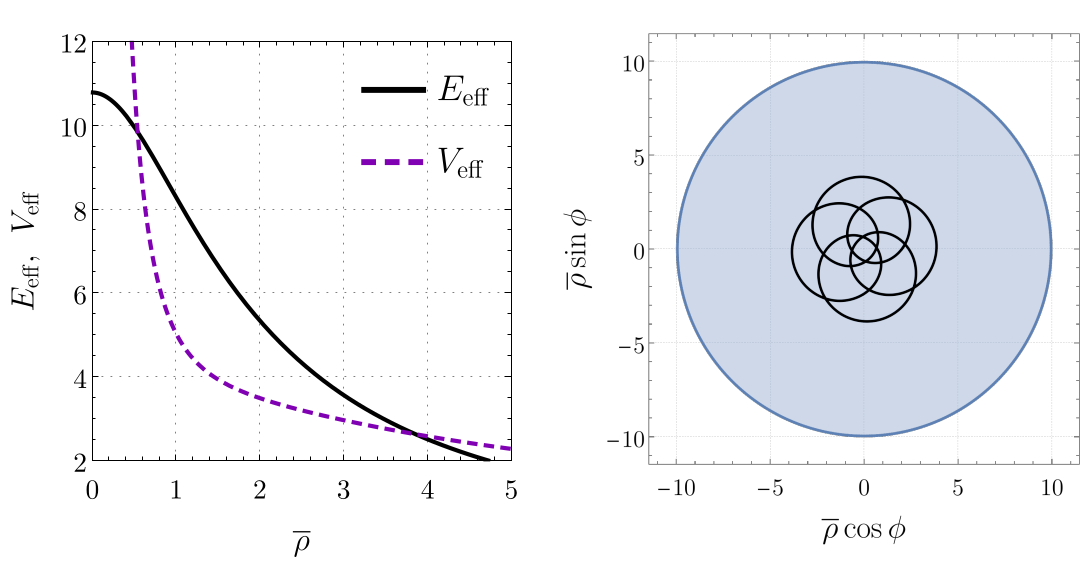 12
10
8
6
4
2
0 1 2 3 4 5
E_eff, V_eff
ρ̅
E_eff
V_eff
10
5
0
−5
−10
−10 −5 0 5 10
ρ̅ sin ϕ
ρ̅ cos ϕ